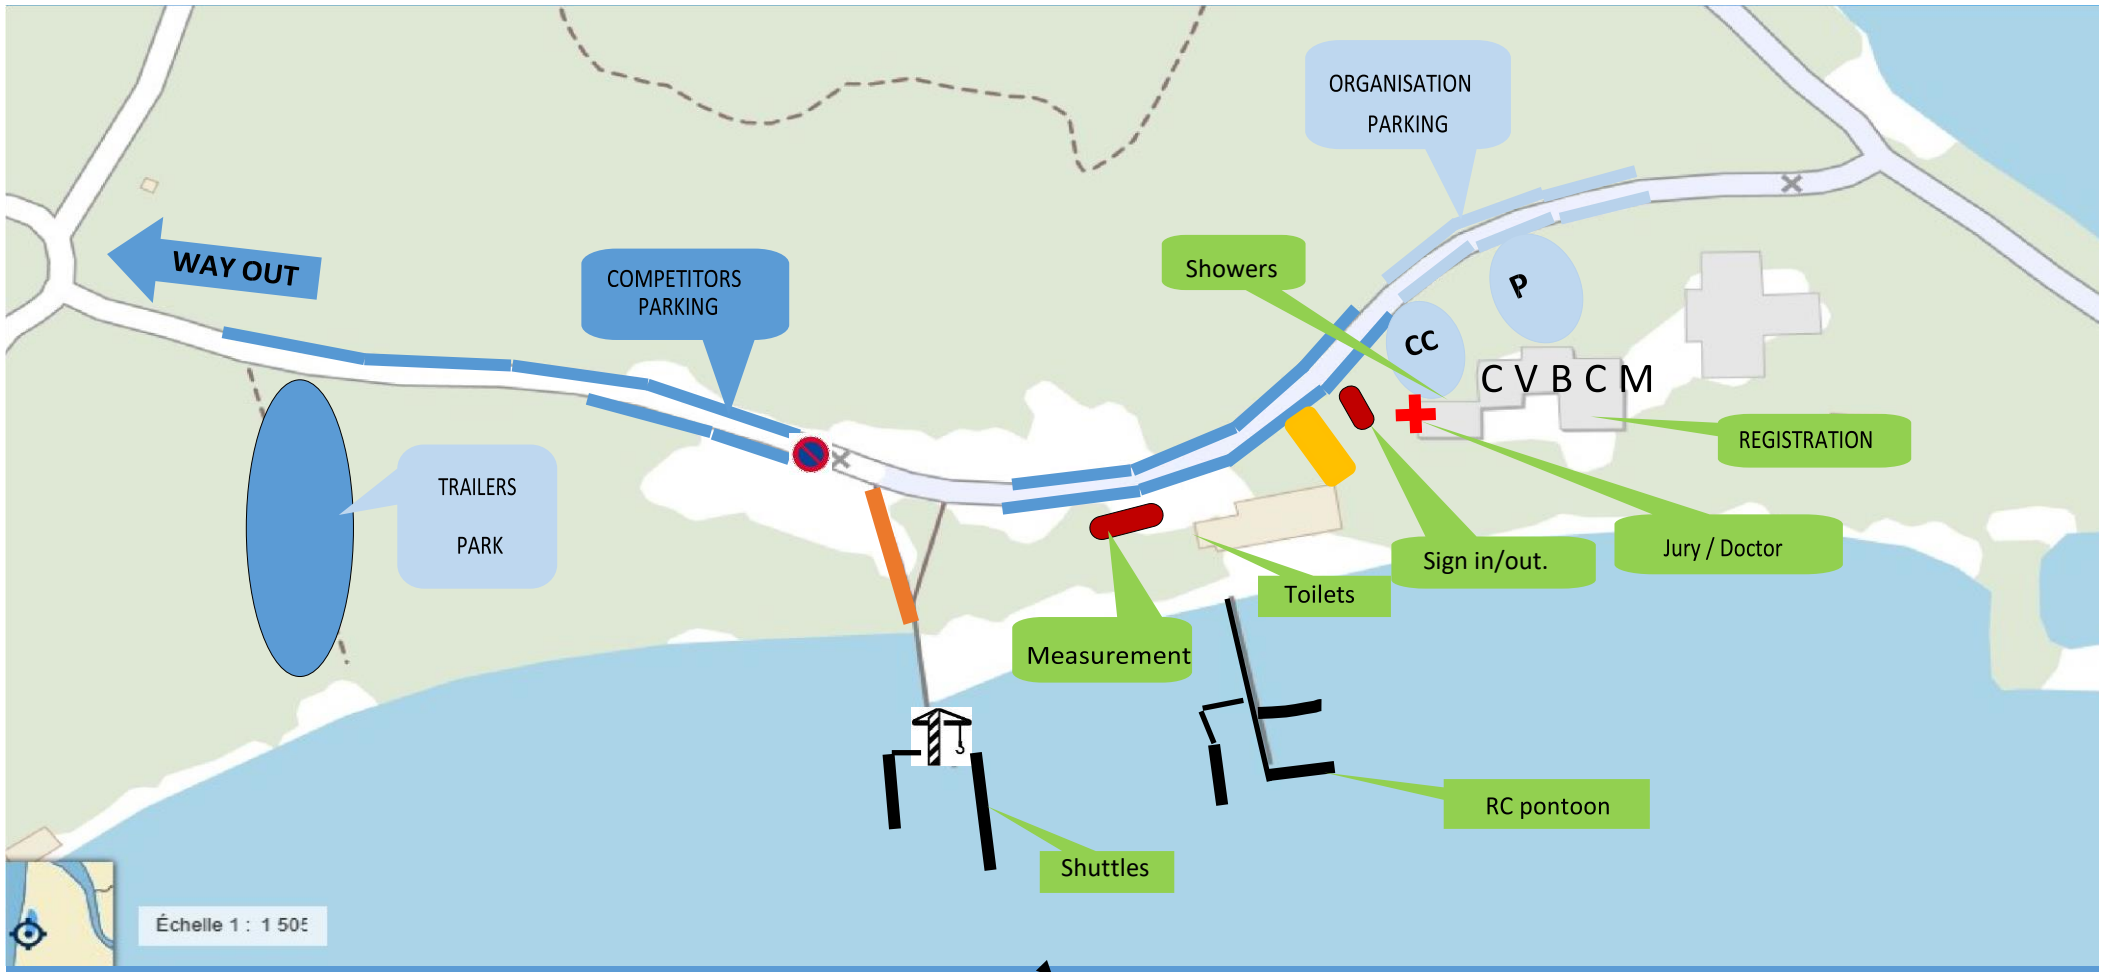 ORGANISATION
PARKING
WAY OUT
COMPETITORS
PARKING
Showers
P
CC
C V B C M
REGISTRATION
TRAILERS
PARK
Sign in/out.
Jury / Doctor
Toilets
Measurement
RC pontoon
Shuttles
Échelle 1 : 1 505